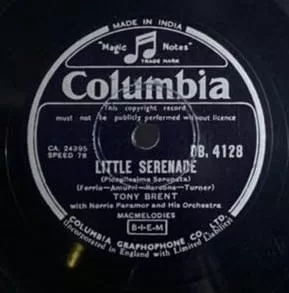 MADE IN INDIA
"Magic Notes"
TRADE MARK
Columbia
(This copyright record
must not be publicly performed without licence
CA. 24395
SPEED 78
DB. 4128
LITTLE SERENADE
(Piccolissima Serenata)
(Ferrio—Amurri—Barons—Turner)
TONY BRENT
with Norrie Paramor and His Orchestra
MACMELODIES
B·I·E·M
COLUMBIA GRAPHOPHONE CO. LTD.
Incorporated in England with Limited Liability)